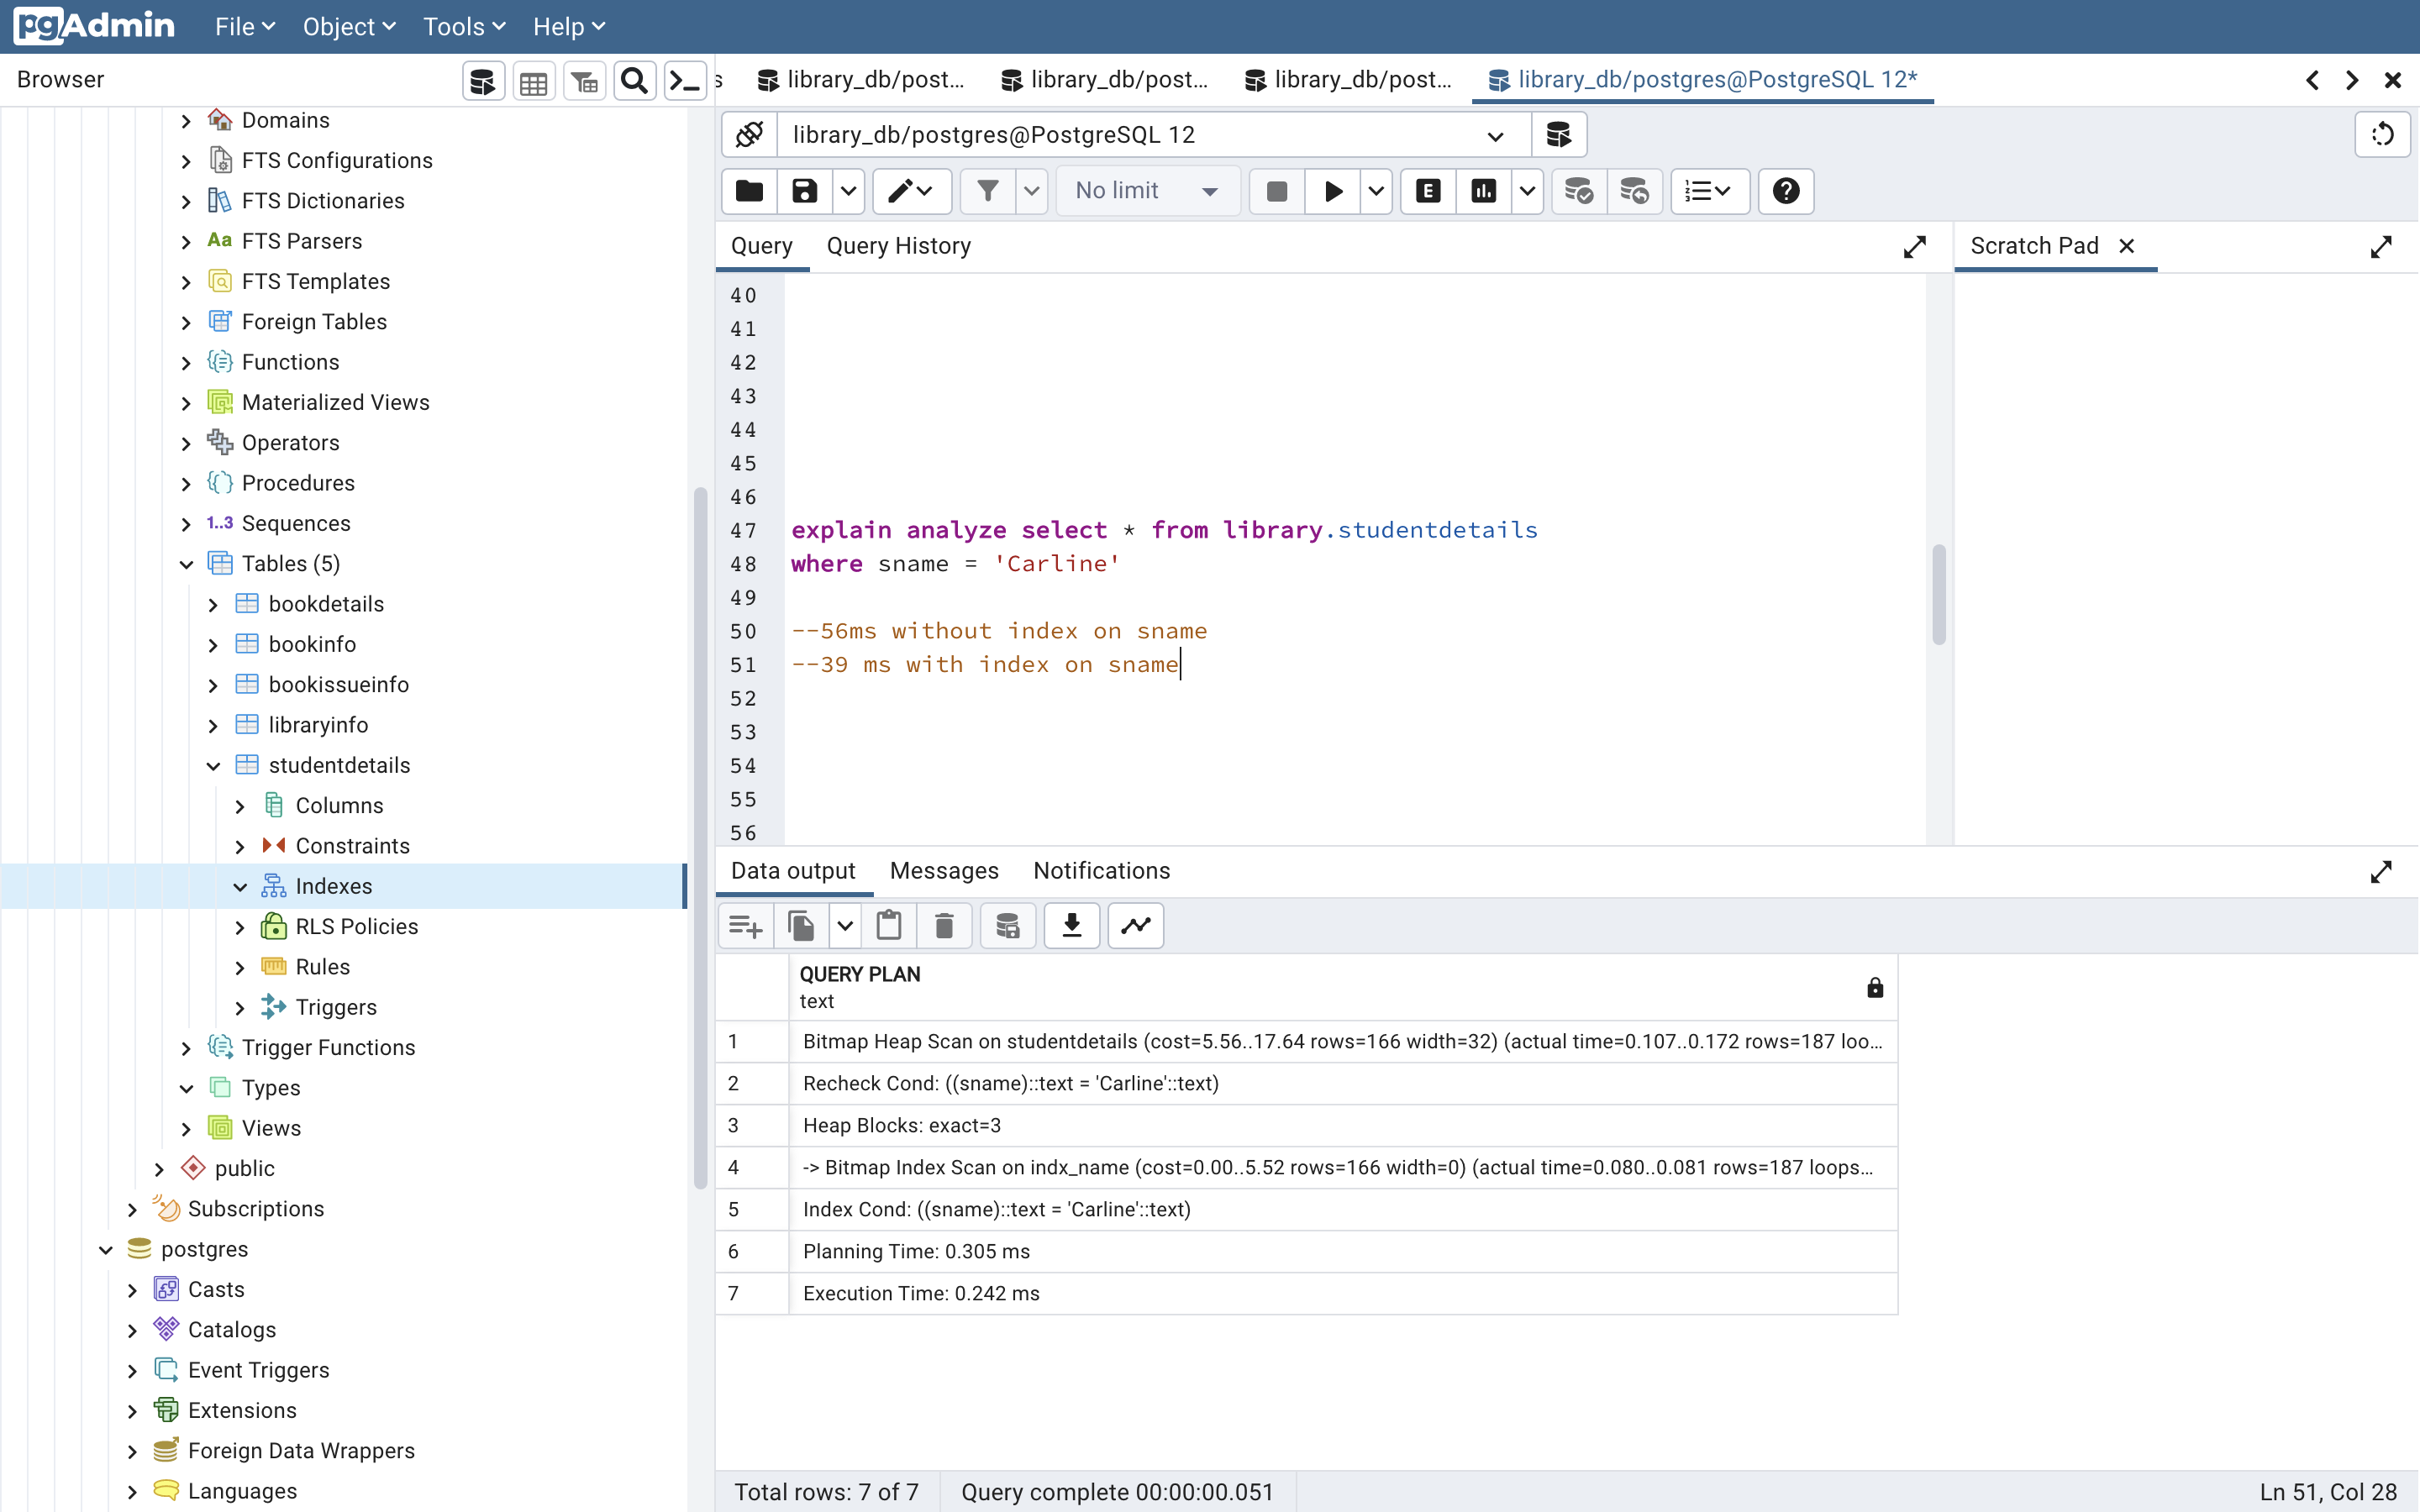 pgAdmin File Object Tools Help
Browser
s library_db/post... library_db/post... library_db/post... library_db/postgres@PostgreSQL 12*
library_db/postgres@PostgreSQL 12
No limit
E
Query Query History
Scratch Pad
Domains
FTS Configurations
FTS Dictionaries
Aa FTS Parsers
FTS Templates
Foreign Tables
Functions
Materialized Views
Operators
Procedures
1..3 Sequences
Tables (5)
bookdetails
bookinfo
bookissueinfo
libraryinfo
studentdetails
Columns
Constraints
Indexes
RLS Policies
Rules
Triggers
Trigger Functions
Types
Views
public
Subscriptions
postgres
Casts
Catalogs
Event Triggers
Extensions
Foreign Data Wrappers
Languages
40
41
42
43
44
45
46
47 explain analyze select * from library.studentdetails
48 where sname = 'Carline'
49
50 --56ms without index on sname
51 --39 ms with index on sname
52
53
54
55
56
Data output Messages Notifications
QUERY PLAN
text
1 Bitmap Heap Scan on studentdetails (cost=5.56..17.64 rows=166 width=32) (actual time=0.107..0.172 rows=187 loo...
2 Recheck Cond: ((sname)::text = 'Carline'::text)
3 Heap Blocks: exact=3
4 -> Bitmap Index Scan on indx_name (cost=0.00..5.52 rows=166 width=0) (actual time=0.080..0.081 rows=187 loops...
5 Index Cond: ((sname)::text = 'Carline'::text)
6 Planning Time: 0.305 ms
7 Execution Time: 0.242 ms
Total rows: 7 of 7 Query complete 00:00:00.051 Ln 51, Col 28